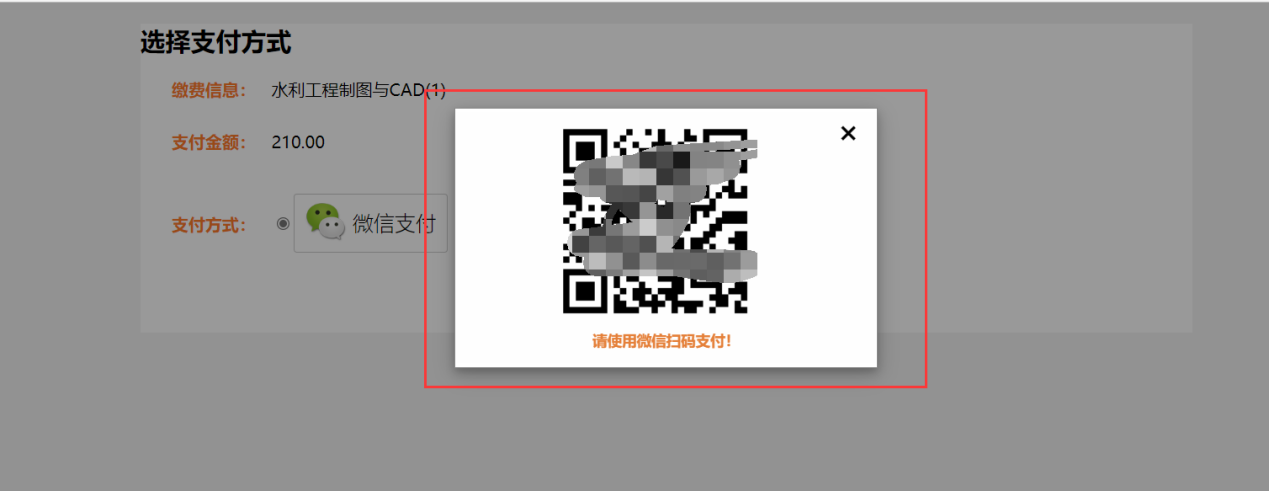 选择支付方式
缴费信息： 水利工程制图与CAD(1)
支付金额： 210.00
支付方式： 微信支付
请使用微信扫码支付！